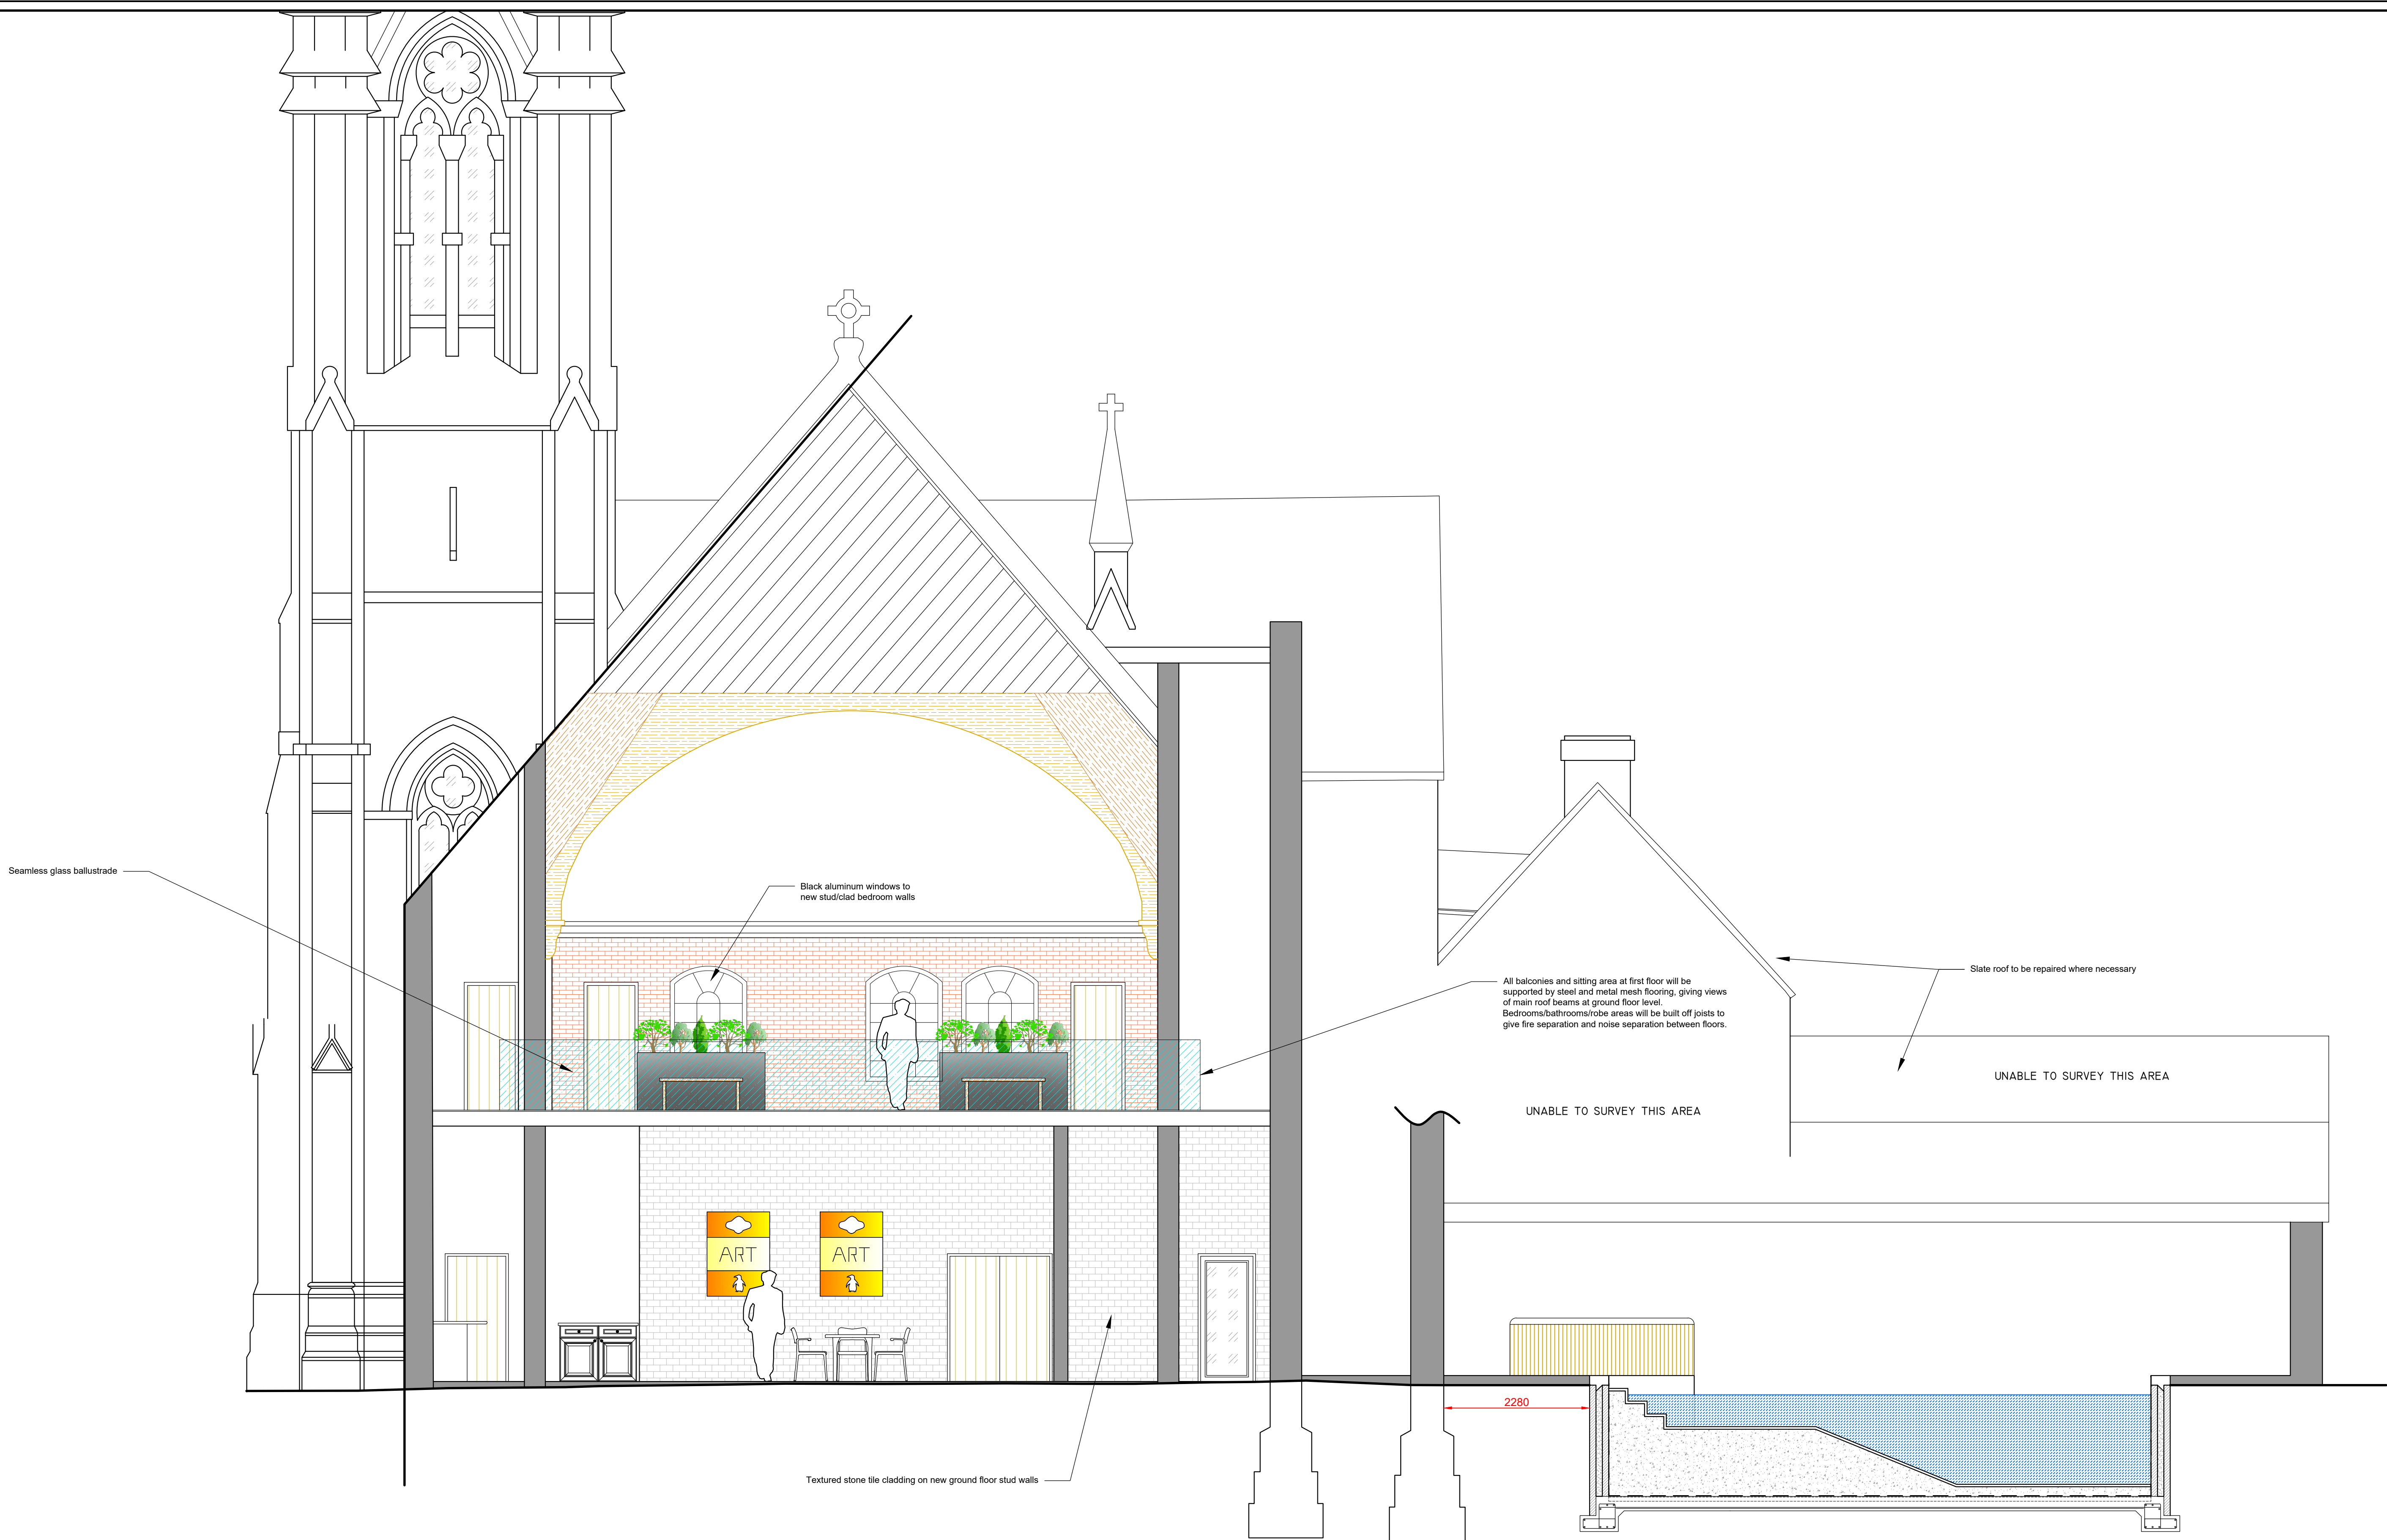 Seamless glass ballustrade
Black aluminum windows to
new stud/clad bedroom walls
All balconies and sitting area at first floor will be
supported by steel and metal mesh flooring, giving views
of main roof beams at ground floor level.
Bedrooms/bathrooms/robe areas will be built off joists to
give fire separation and noise separation between floors.
Slate roof to be repaired where necessary
UNABLE TO SURVEY THIS AREA
UNABLE TO SURVEY THIS AREA
ART
ART
2280
Textured stone tile cladding on new ground floor stud walls